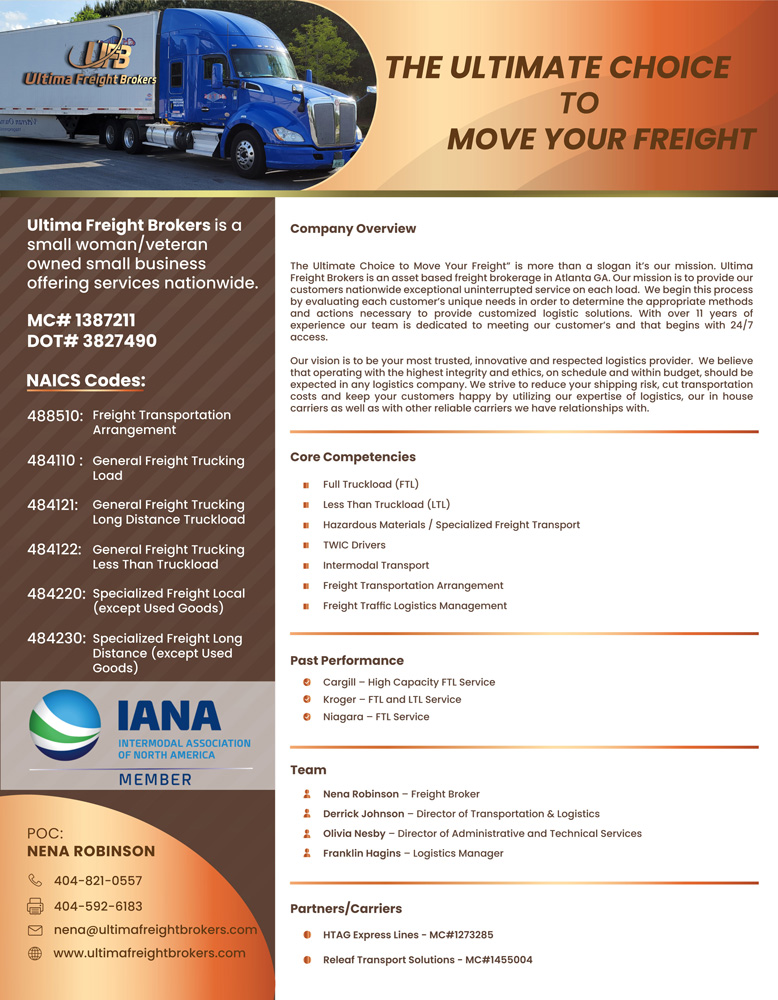 UFB
Ultima Freight Brokers
THE ULTIMATE CHOICE
TO
MOVE YOUR FREIGHT
Ultima Freight Brokers is a
small woman/veteran
owned small business
offering services nationwide.
MC# 1387211
DOT# 3827490
NAICS Codes:
488510: Freight Transportation
Arrangement
484110 : General Freight Trucking
Load
484121: General Freight Trucking
Long Distance Truckload
484122: General Freight Trucking
Less Than Truckload
484220: Specialized Freight Local
(except Used Goods)
484230: Specialized Freight Long
Distance (except Used
Goods)
IANA
INTERMODAL ASSOCIATION
OF NORTH AMERICA
MEMBER
POC:
NENA ROBINSON
404-821-0557
404-592-6183
nena@ultimafreightbrokers.com
www.ultimafreightbrokers.com
Company Overview
The Ultimate Choice to Move Your Freight" is more than a slogan it's our mission. Ultima
Freight Brokers is an asset based freight brokerage in Atlanta GA. Our mission is to provide our
customers nationwide exceptional uninterrupted service on each load. We begin this process
by evaluating each customer's unique needs in order to determine the appropriate methods
and actions necessary to provide customized logistic solutions. With over 11 years of
experience our team is dedicated to meeting our customer's and that begins with 24/7
access.
Our vision is to be your most trusted, innovative and respected logistics provider. We believe
that operating with the highest integrity and ethics, on schedule and within budget, should be
expected in any logistics company. We strive to reduce your shipping risk, cut transportation
costs and keep your customers happy by utilizing our expertise of logistics, our in house
carriers as well as with other reliable carriers we have relationships with.
Core Competencies
Full Truckload (FTL)
Less Than Truckload (LTL)
Hazardous Materials / Specialized Freight Transport
TWIC Drivers
Intermodal Transport
Freight Transportation Arrangement
Freight Traffic Logistics Management
Past Performance
Cargill – High Capacity FTL Service
Kroger – FTL and LTL Service
Niagara – FTL Service
Team
Nena Robinson – Freight Broker
Derrick Johnson – Director of Transportation & Logistics
Olivia Nesby – Director of Administrative and Technical Services
Franklin Hagins – Logistics Manager
Partners/Carriers
HTAG Express Lines - MC#1273285
Releaf Transport Solutions - MC#1455004